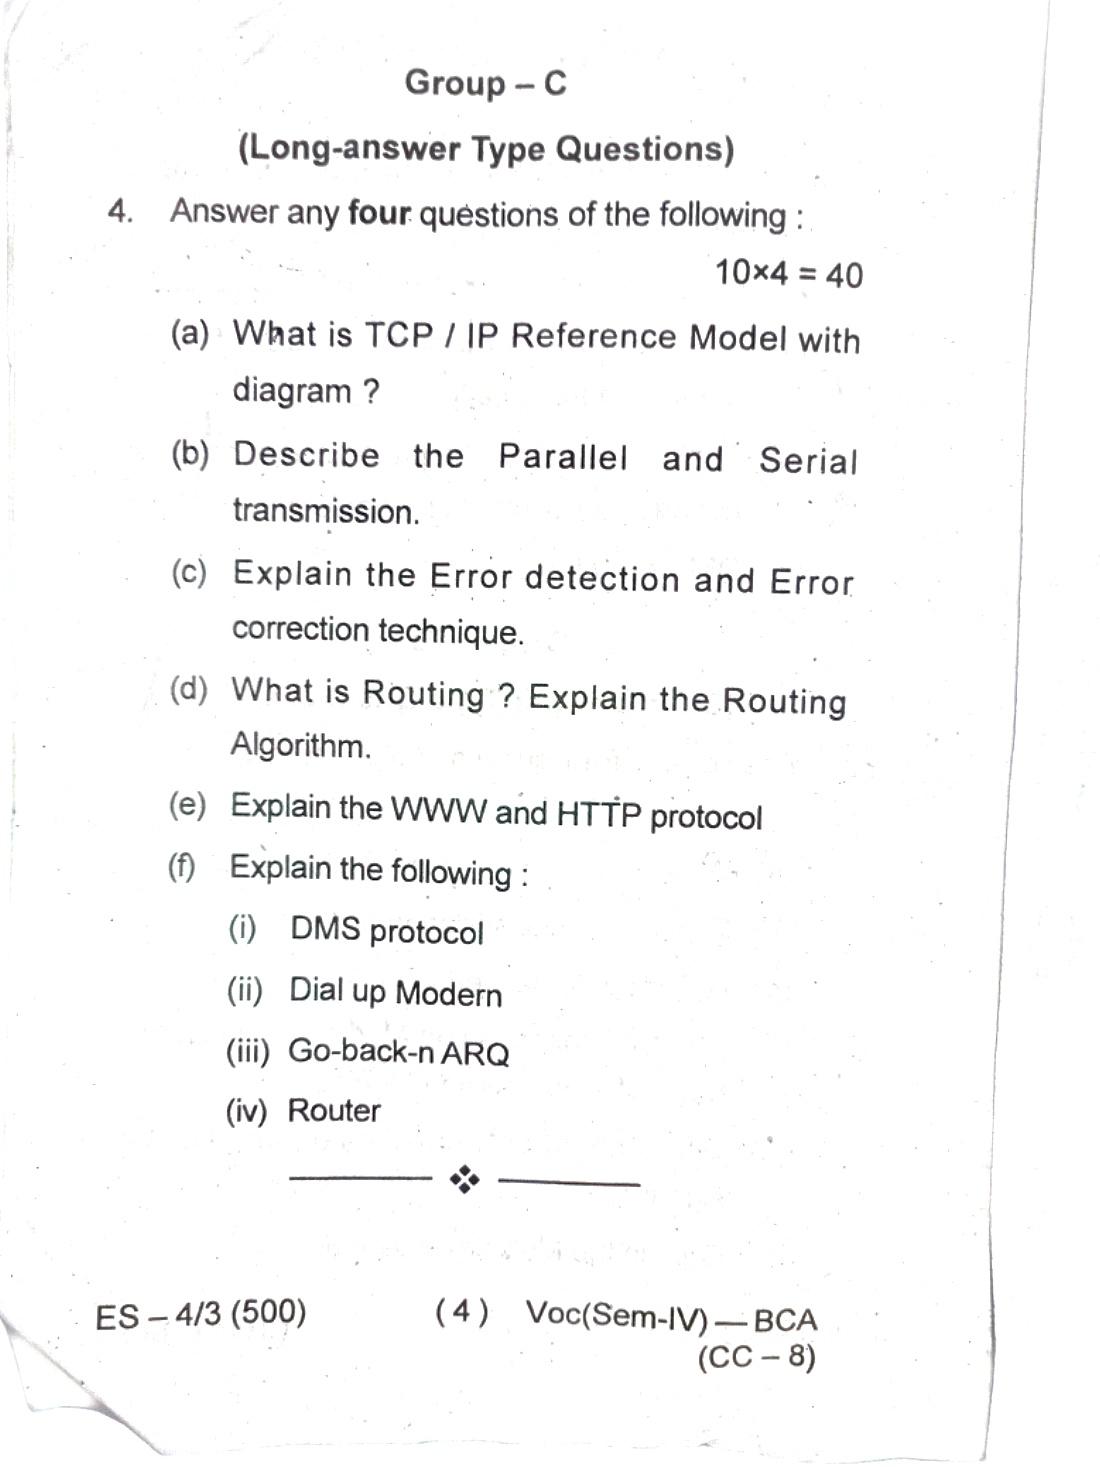 Group – C
(Long-answer Type Questions)
4. Answer any four questions of the following :
10×4 = 40
(a) What is TCP / IP Reference Model with
diagram ?
(b) Describe the Parallel and Serial
transmission.
(c) Explain the Error detection and Error
correction technique.
(d) What is Routing ? Explain the Routing
Algorithm.
(e) Explain the WWW and HTTP protocol
(f) Explain the following :
(i) DMS protocol
(ii) Dial up Modern
(iii) Go-back-n ARQ
(iv) Router
ES – 4/3 (500) ( 4 ) Voc(Sem-IV) — BCA
(CC – 8)